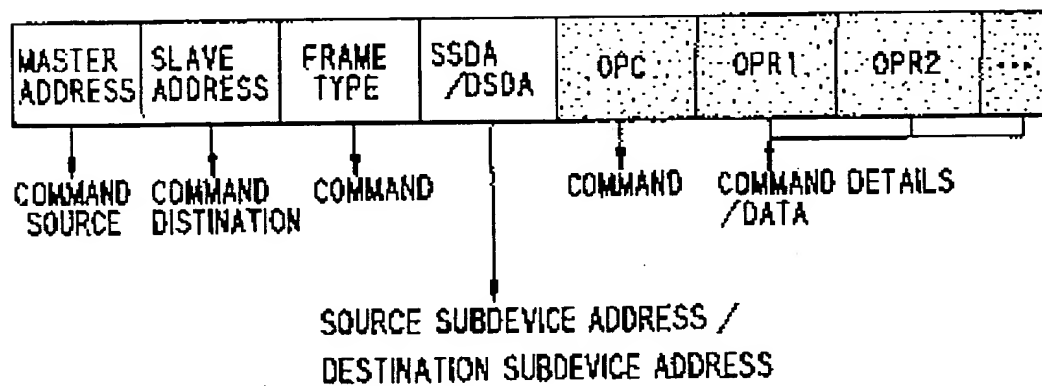 MASTER ADDRESS
SLAVE ADDRESS
FRAME TYPE
SSDA /DSDA
OPC
OPR1
OPR2
...
COMMAND SOURCE
COMMAND DISTINATION
COMMAND
COMMAND
COMMAND DETAILS
/DATA
SOURCE SUBDEVICE ADDRESS /
DESTINATION SUBDEVICE ADDRESS